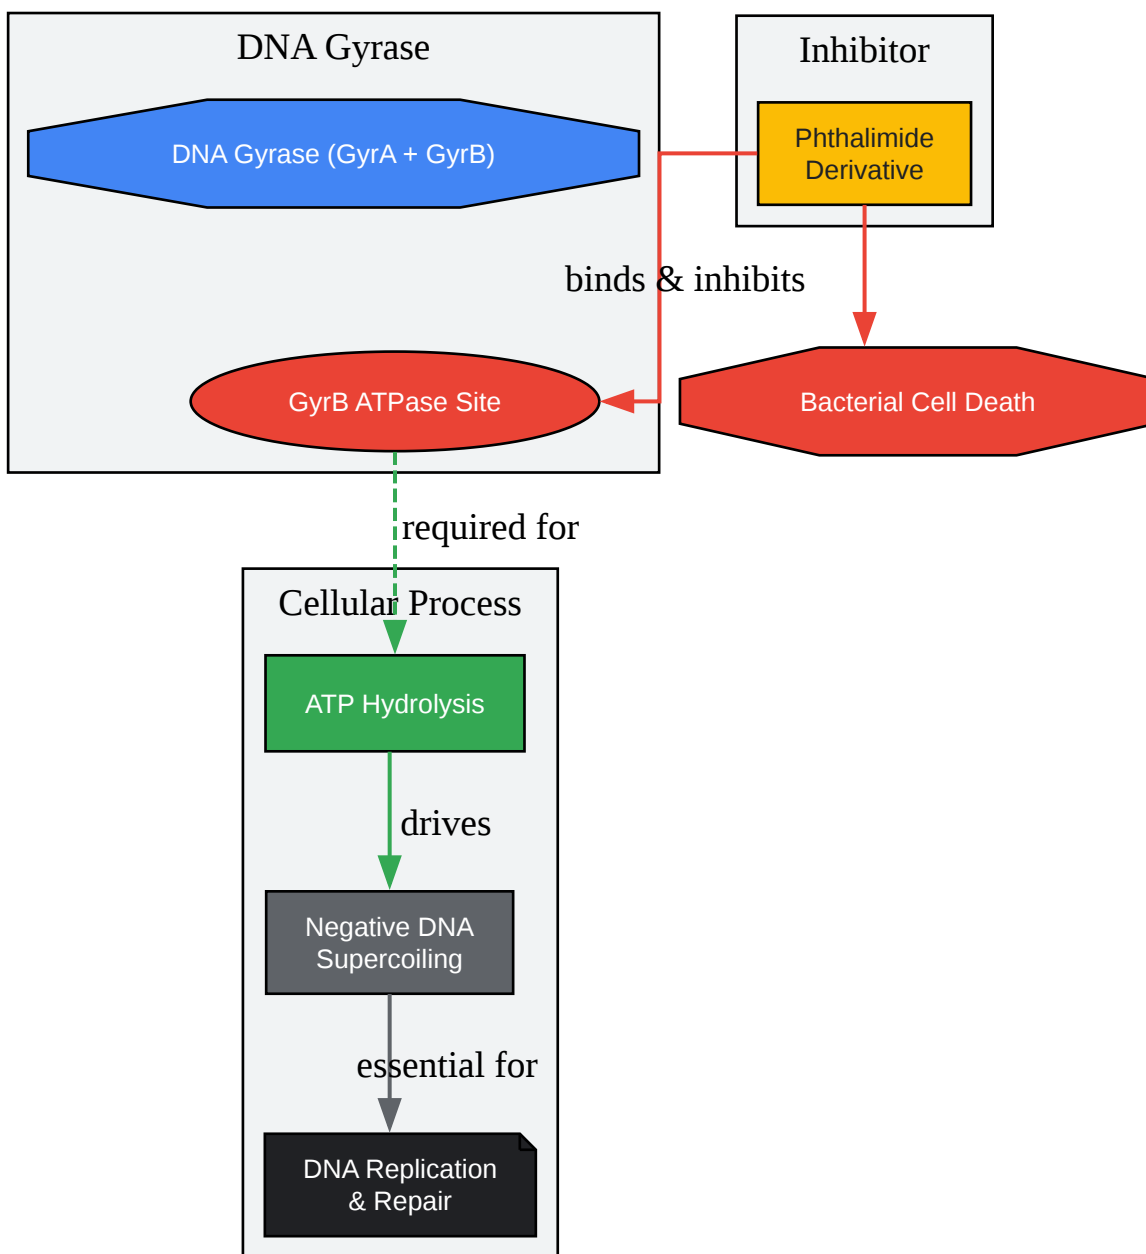 DNA Gyrase
Inhibitor
DNA Gyrase (GyrA + GyrB)
Phthalimide
Derivative
binds & inhibits
GyrB ATPase Site
Bacterial Cell Death
required for
Cellular Process
ATP Hydrolysis
drives
Negative DNA
Supercoiling
essential for
DNA Replication
& Repair